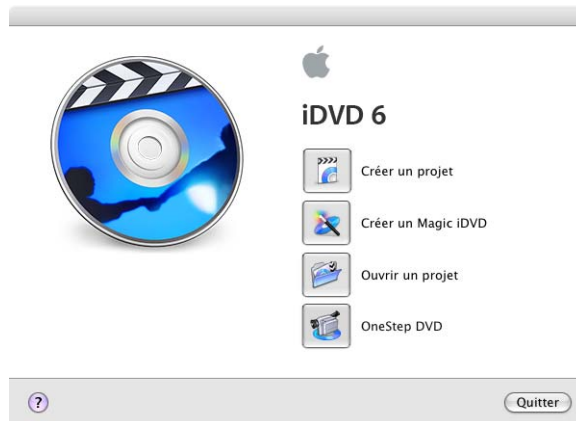 iDVD 6
Créer un projet
Créer un Magic iDVD
Ouvrir un projet
OneStep DVD
?
Quitter